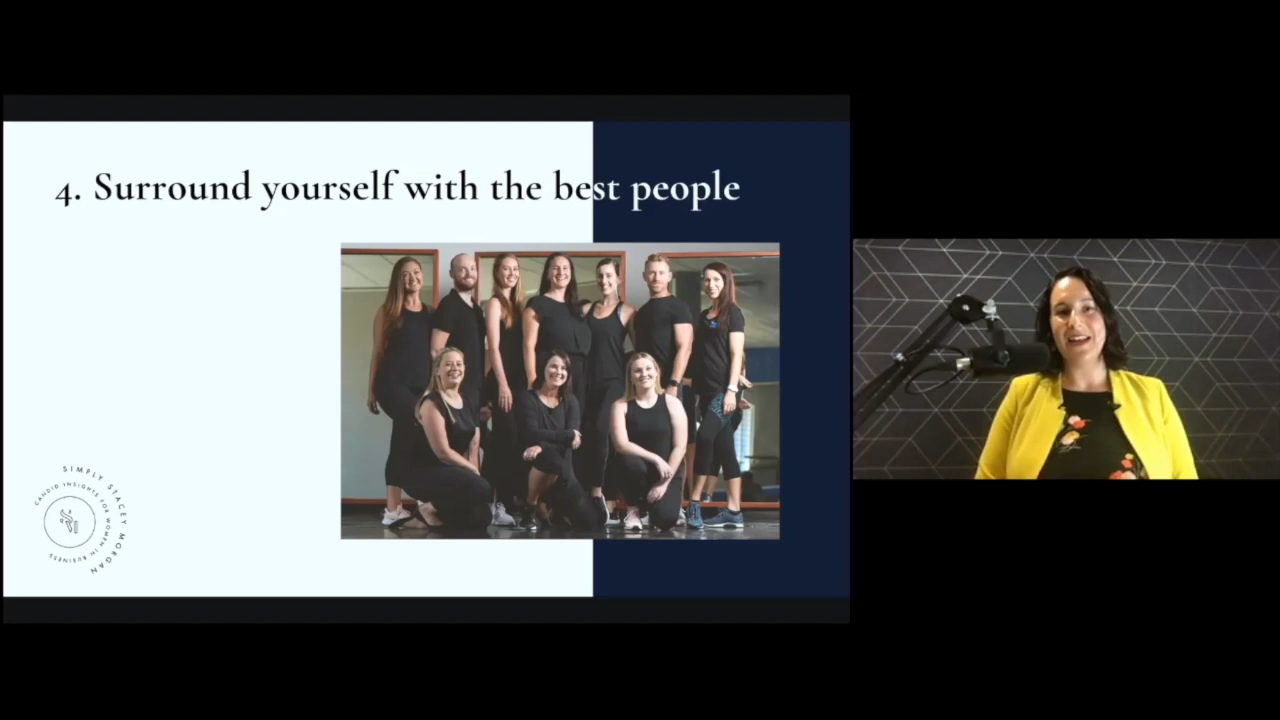 4. Surround yourself with the best people
SIMPLY STACEY MORGAN
CANDID INSIGHTS FOR WOMEN IN BUSINESS